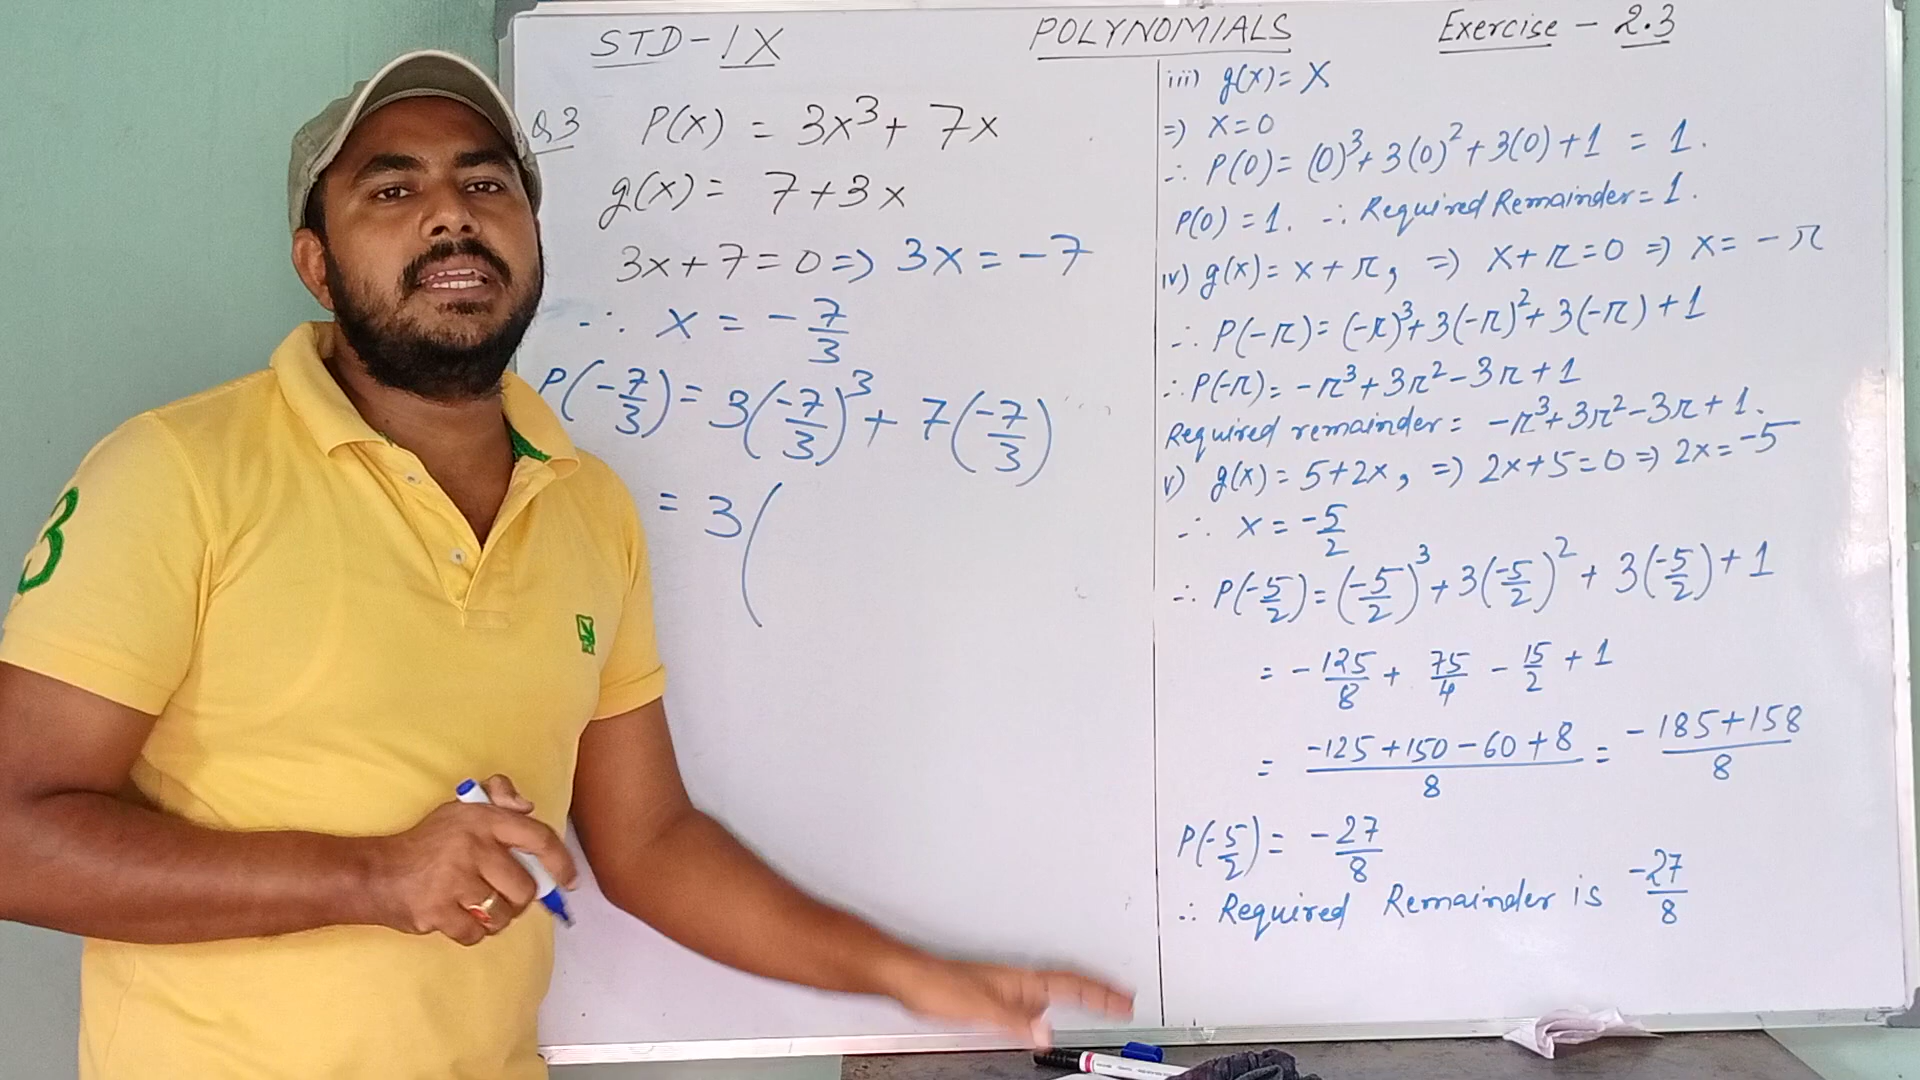 STD-IX POLYNOMIALS Exercise - 2.3
Q3 P(x) = 3x³ + 7x
g(x) = 7+3x
3x+7=0 => 3x = -7
∴ x = -7/3
P(-7/3) = 3(-7/3)³ + 7(-7/3)
= 3(
iii) g(x) = x
=) x=0
∴ P(0) = (0)³+3(0)²+3(0)+1 = 1.
P(0) = 1. ∴ Required Remainder = 1.
iv) g(x) = x+π, => x+π=0 => x = -π
∴ P(-π) = (-π)³+3(-π)²+3(-π)+1
∴ P(-π) = -π³+3π²-3π+1
Required remainder = -π³+3π²-3π+1.
v) g(x) = 5+2x, => 2x+5=0 => 2x=-5
∴ x = -5/2
∴ P(-5/2) = (-5/2)³+3(-5/2)²+3(-5/2)+1
= -125/8 + 75/4 - 15/2 + 1
= -125+150-60+8/8 = -185+158/8
P(-5/2) = -27/8
∴ Required Remainder is -27/8
3